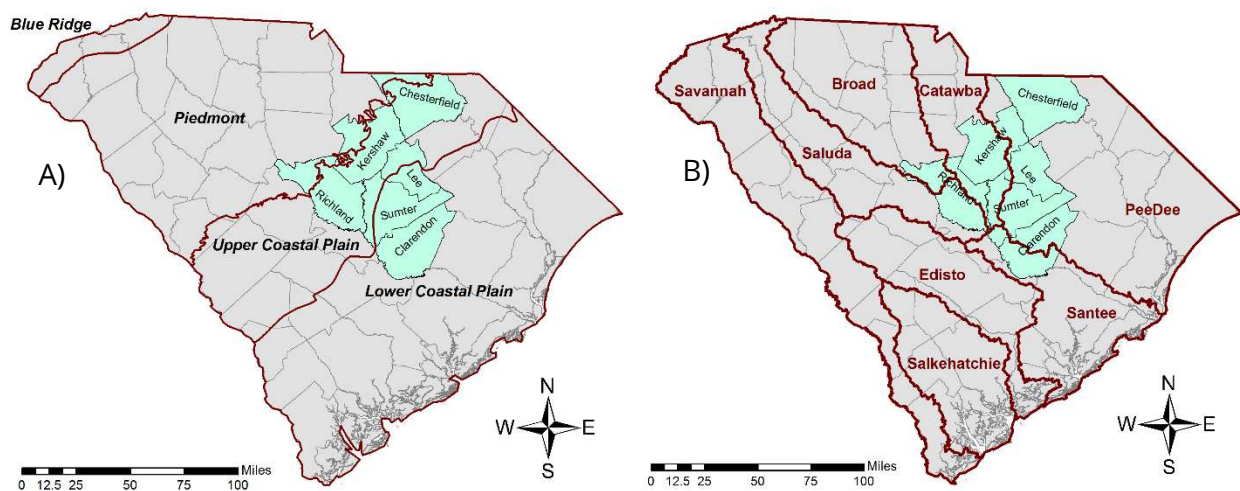 A)
Blue Ridge
Piedmont
Chesterfield
Kershaw
Lee
Richland
Sumter
Clarendon
Upper Coastal Plain
Lower Coastal Plain
N
W E
S
Miles
0 12.5 25 50 75 100
B)
Savannah
Broad
Catawba
Chesterfield
Saluda
Kershaw
Lee
Richland
Sumter
PeeDee
Clarendon
Edisto
Santee
Salkehatchie
N
W E
S
Miles
0 12.5 25 50 75 100